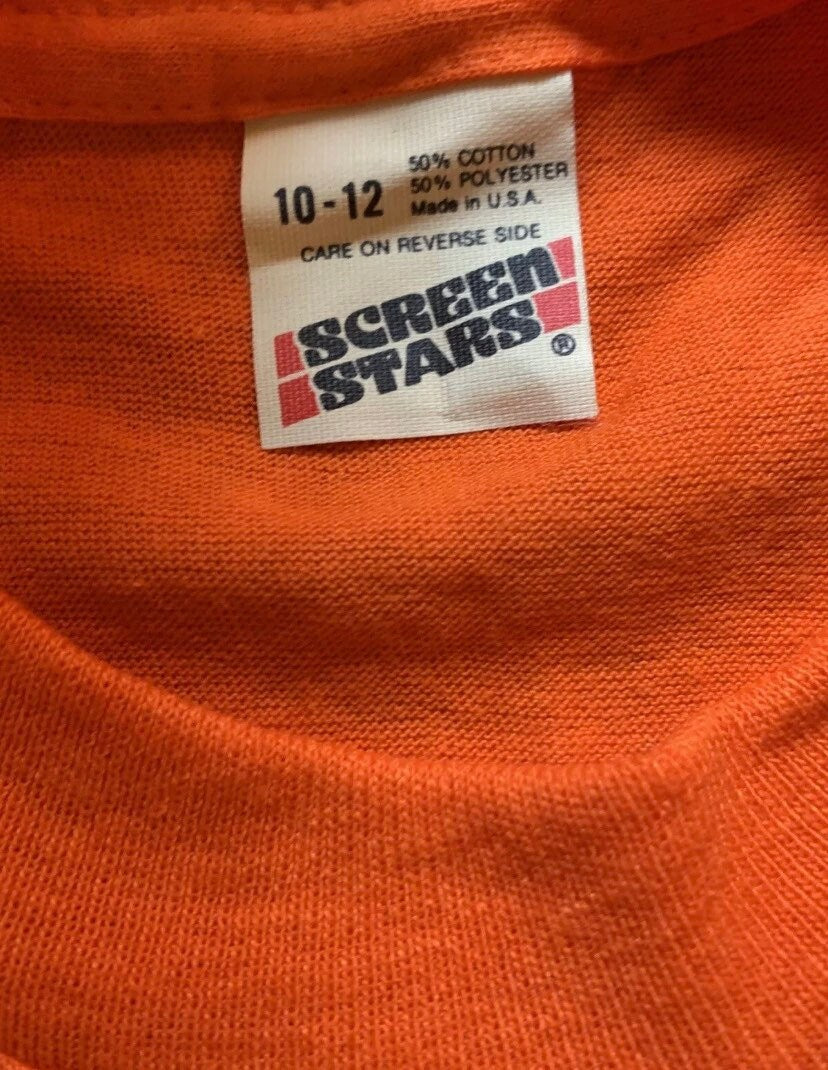 50% COTTON
10-12 50% POLYESTER
Made in U.S.A.
CARE ON REVERSE SIDE
SCREEN
STARS®